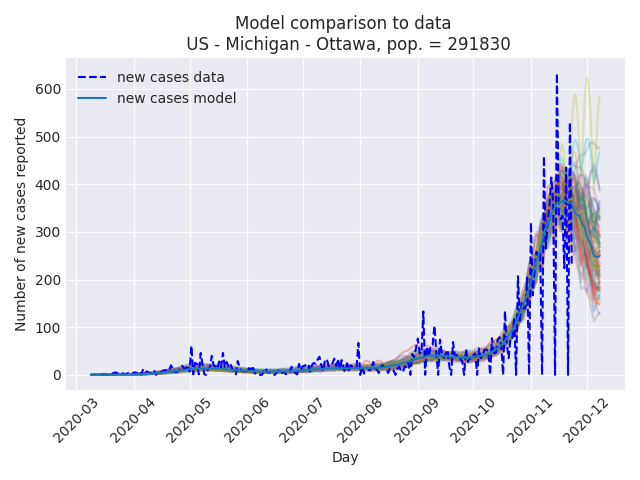 Model comparison to data
US - Michigan - Ottawa, pop. = 291830
new cases data
new cases model
Number of new cases reported
600
500
400
300
200
100
0
2020-03
2020-04
2020-05
2020-06
2020-07
2020-08
2020-09
2020-10
2020-11
2020-12
Day